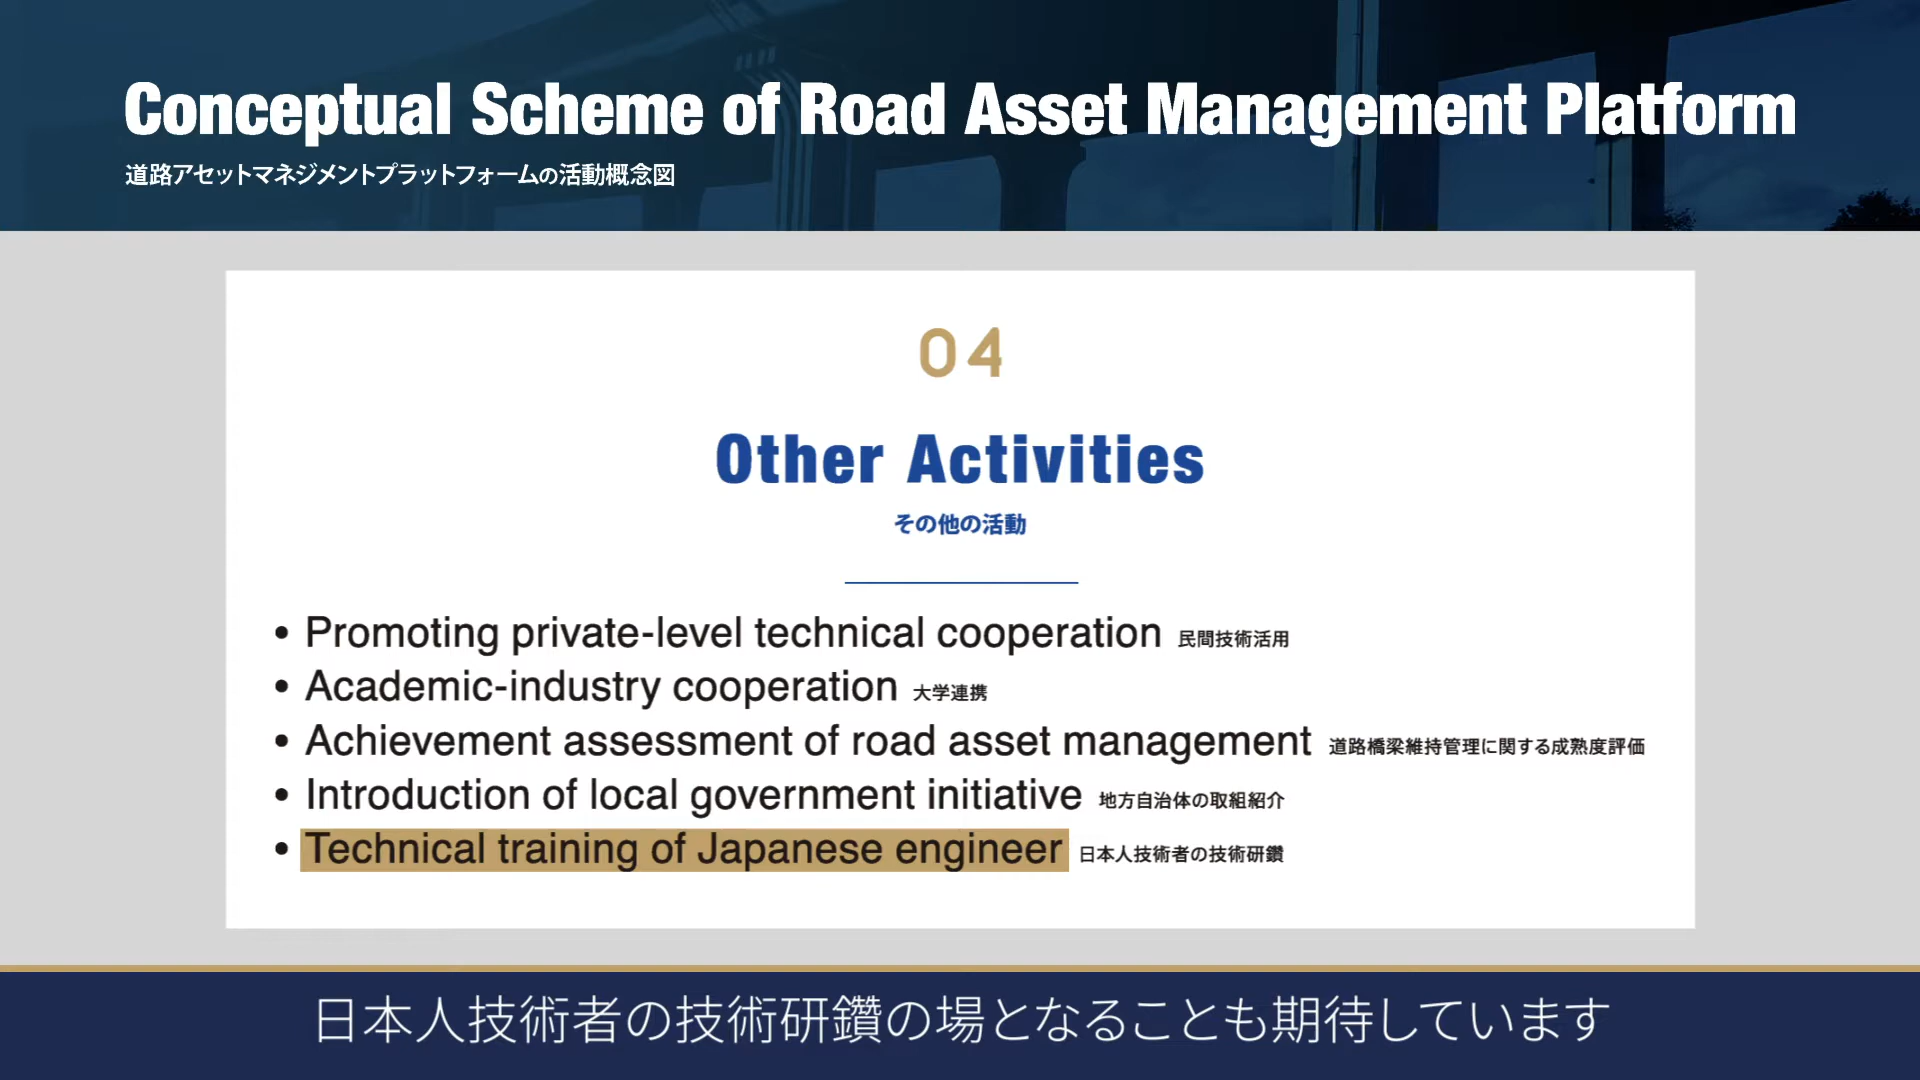 Conceptual Scheme of Road Asset Management Platform
道路アセットマネジメントプラットフォームの活動概念図
04
Other Activities
その他の活動
• Promoting private-level technical cooperation 民間技術活用
• Academic-industry cooperation 大学連携
• Achievement assessment of road asset management 道路橋梁維持管理に関する成熟度評価
• Introduction of local government initiative 地方自治体の取組紹介
• Technical training of Japanese engineer 日本人技術者の技術研鑽
日本人技術者の技術研鑽の場となることも期待しています